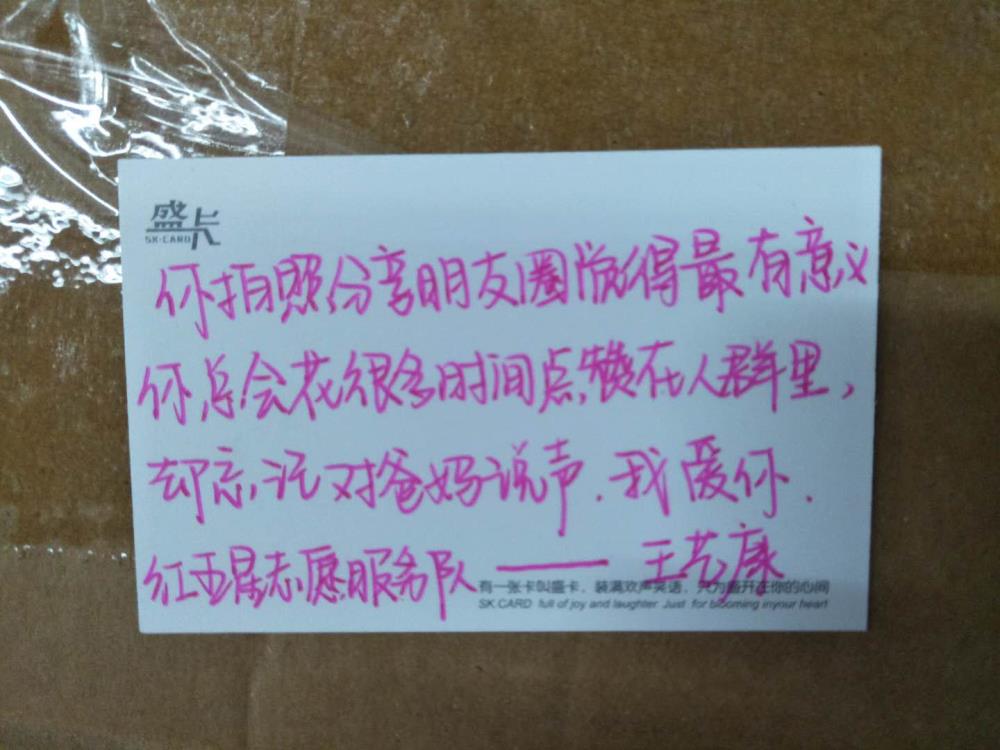 盛卡
SK·CARD
你拍照分享朋友圈觉得最有意义
你总会花很多时间点赞在人群里，
却忘记对爸妈说声.我爱你.
红五星志愿服务队——王艺康
有一张卡叫盛卡，装满欢声笑语，只为盛开在你的心间
SK CARD full of joy and laughter Just for blooming inyour heart